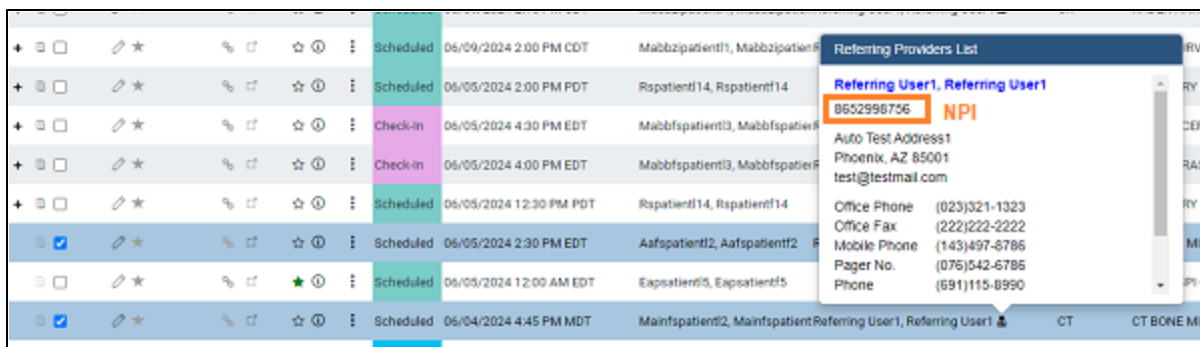 Scheduled 06/09/2024 2:00 PM CDT Mabbzipatientl1, Mabbzipatien
Scheduled 06/05/2024 2:00 PM PDT Rspatientl14, Rspatientf14
Check-In 06/05/2024 4:30 PM EDT Mabbfspatientl3, Mabbfspatie
Check-In 06/05/2024 4:00 PM EDT Mabbfspatientl3, Mabbfspatie
Scheduled 06/05/2024 12:30 PM PDT Rspatientl14, Rspatientf14
Scheduled 06/05/2024 2:30 PM EDT Aafspatientl2, Aafspatientf2
Scheduled 06/05/2024 12:00 AM EDT Eapsatientl5, Eapsatientf5
Scheduled 06/04/2024 4:45 PM MDT Mainfspatientl2, Mainfspatient Referring User1, Referring User1 CT CT BONE MI
Referring Providers List
Referring User1, Referring User1
8652998756 NPI
Auto Test Address1
Phoenix, AZ 85001
test@testmail.com
Office Phone (023)321-1323
Office Fax (222)222-2222
Mobile Phone (143)497-8786
Pager No. (076)542-6786
Phone (691)115-8990